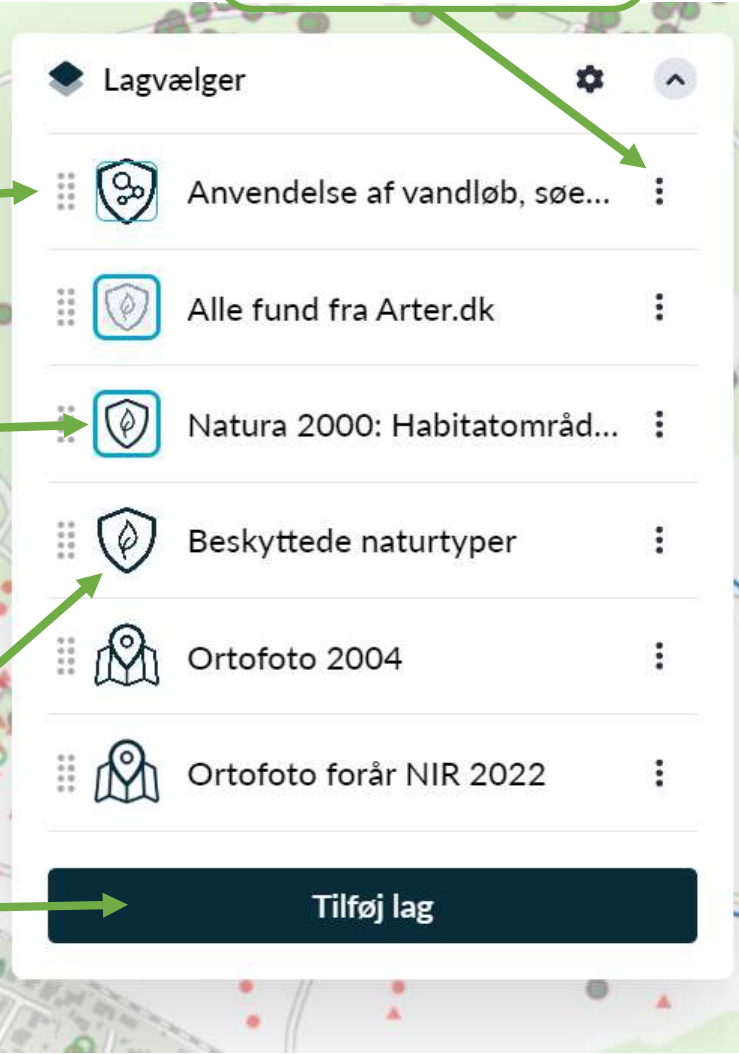 Lagvælger
Anvendelse af vandløb, søe...
Alle fund fra Arter.dk
Natura 2000: Habitatområd...
Beskyttede naturtyper
Ortofoto 2004
Ortofoto forår NIR 2022
Tilføj lag